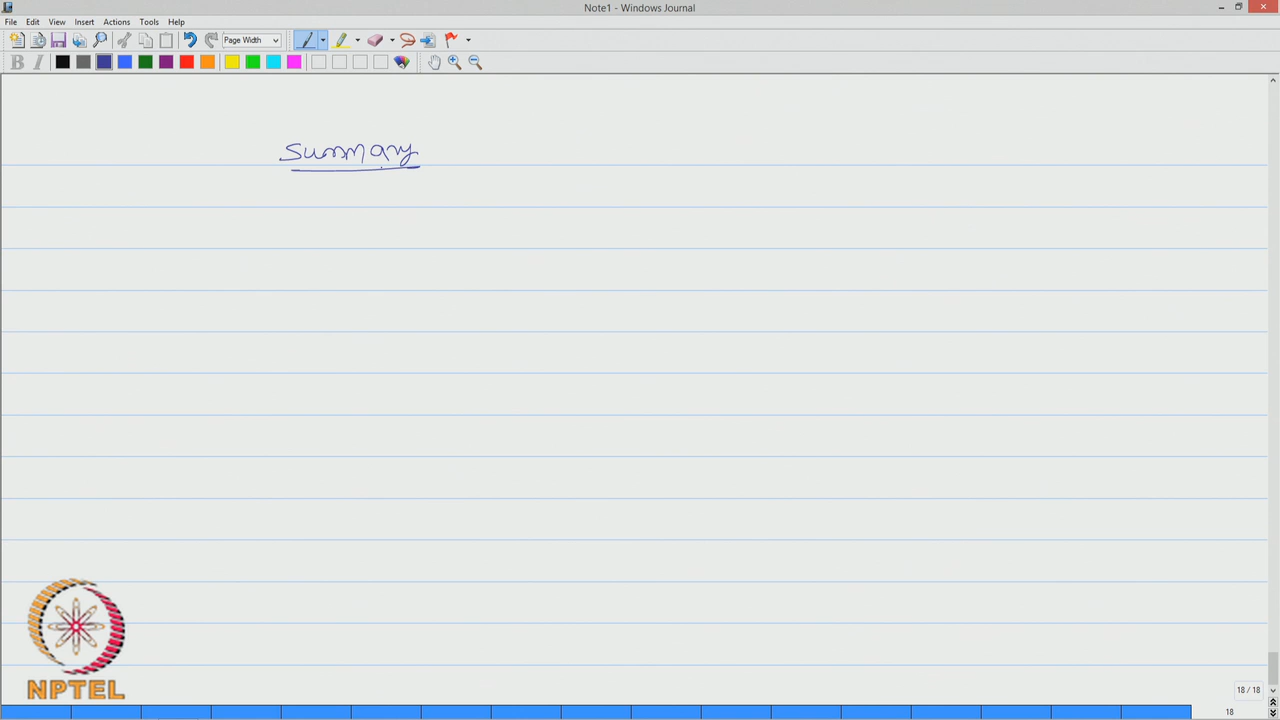 Note1 - Windows Journal
File Edit View Insert Actions Tools Help
Page Width
B I
Summary
NPTEL
18 / 18
18